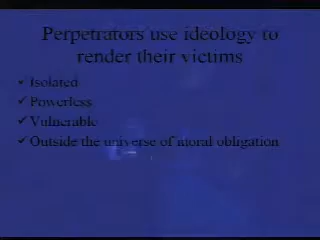 Perpetrators use ideology to
render their victims
✓ Isolated
✓ Powerless
✓ Vulnerable
✓ Outside the universe of moral obligation